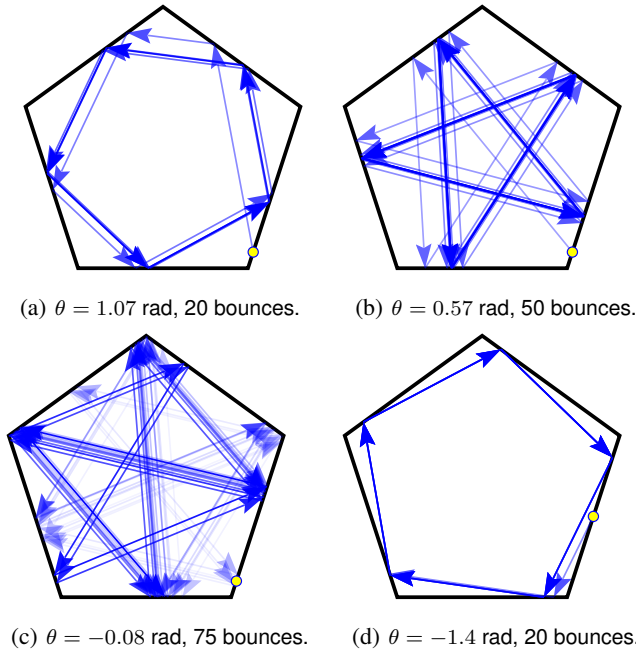 (a) θ = 1.07 rad, 20 bounces.
(b) θ = 0.57 rad, 50 bounces.
(c) θ = −0.08 rad, 75 bounces.
(d) θ = −1.4 rad, 20 bounces.